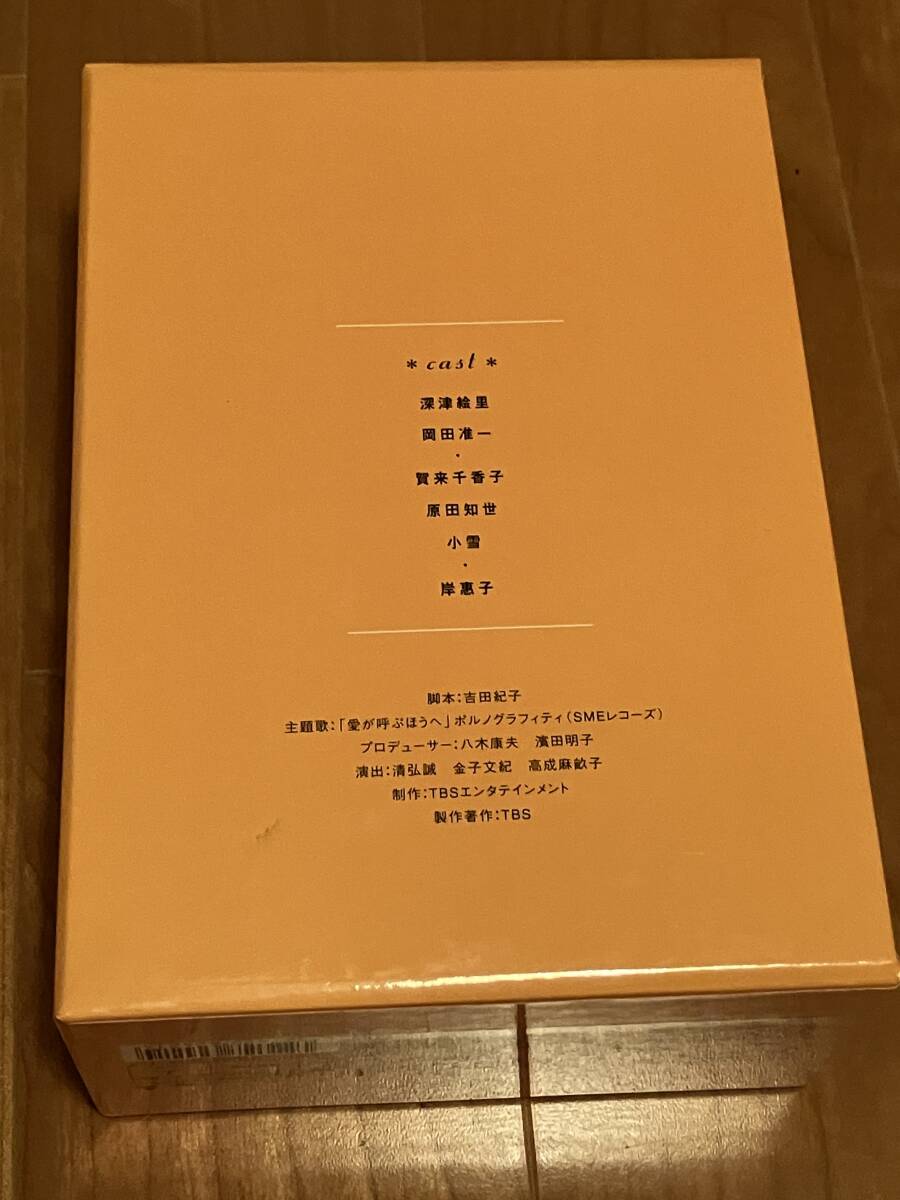 * cast *
深津絵里
岡田准一
・
賀来千香子
原田知世
小雪
・
岸惠子
脚本:吉田紀子
主題歌:「愛が呼ぶほうへ」ポルノグラフィティ(SMEレコーズ)
プロデューサー:八木康夫 濱田明子
演出:清弘誠 金子文紀 高成麻畝子
制作:TBSエンタテインメント
製作著作:TBS